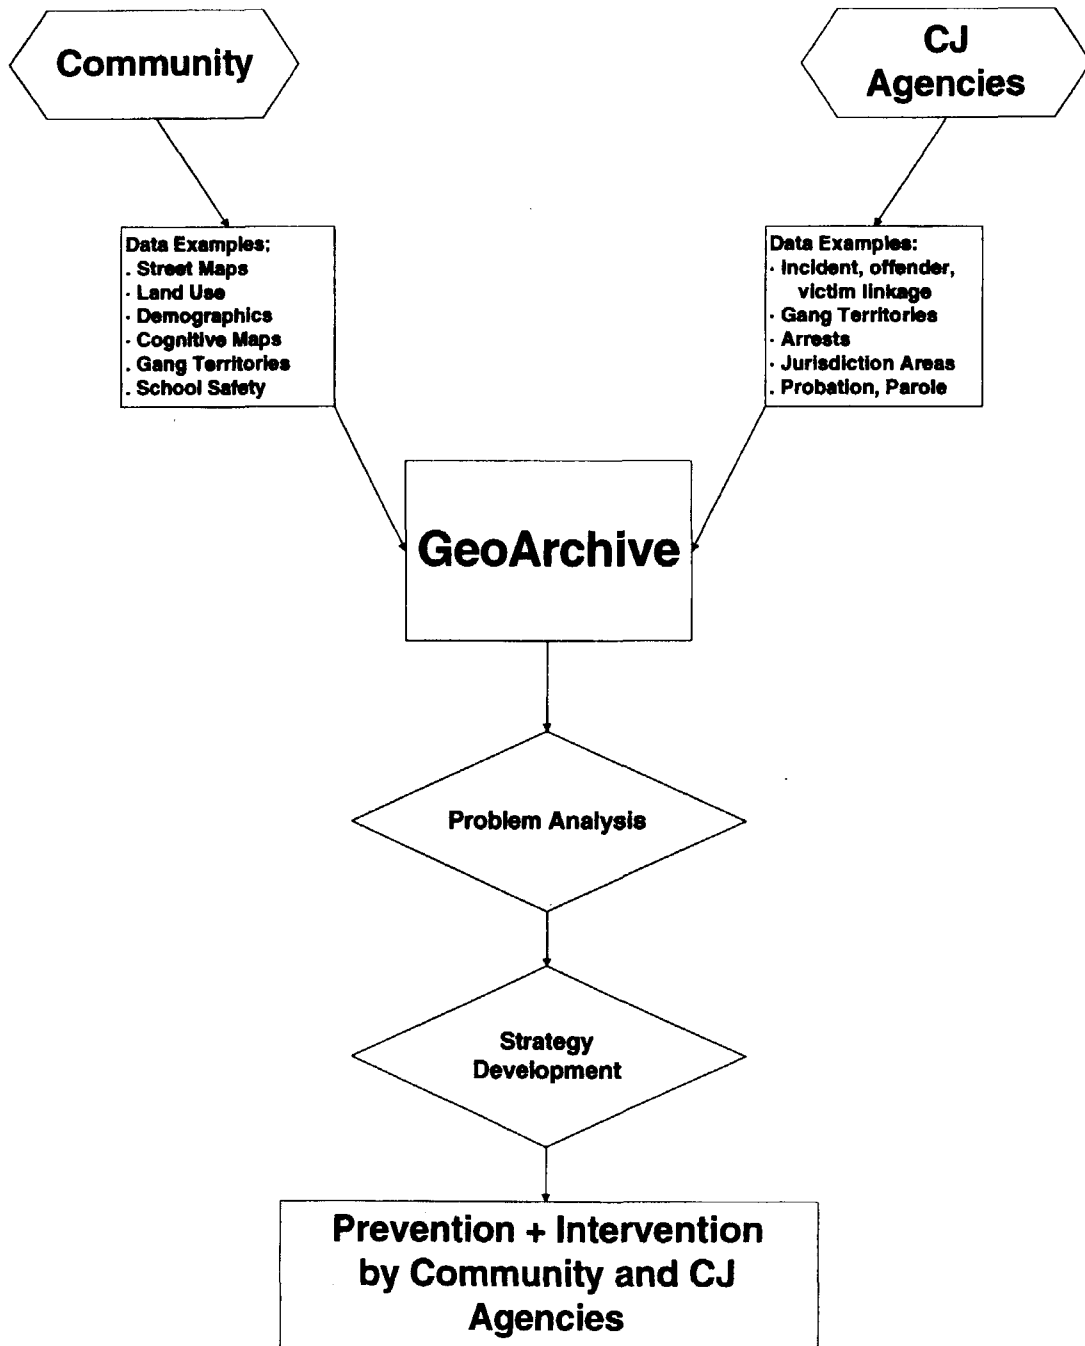 Community
CJ
Agencies
Data Examples:
. Street Maps
· Land Use
· Demographics
· Cognitive Maps
. Gang Territories
. School Safety
Data Examples:
· Incident, offender,
victim linkage
· Gang Territories
· Arrests
· Jurisdiction Areas
. Probation, Parole
GeoArchive
Problem Analysis
Strategy
Development
Prevention + Intervention
by Community and CJ
Agencies